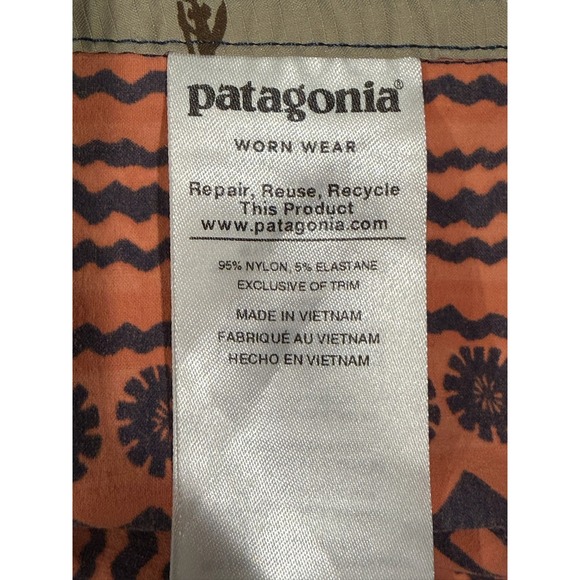 patagonia®
WORN WEAR
Repair, Reuse, Recycle
This Product
www.patagonia.com
95% NYLON, 5% ELASTANE
EXCLUSIVE OF TRIM
MADE IN VIETNAM
FABRIQUÉ AU VIETNAM
HECHO EN VIETNAM